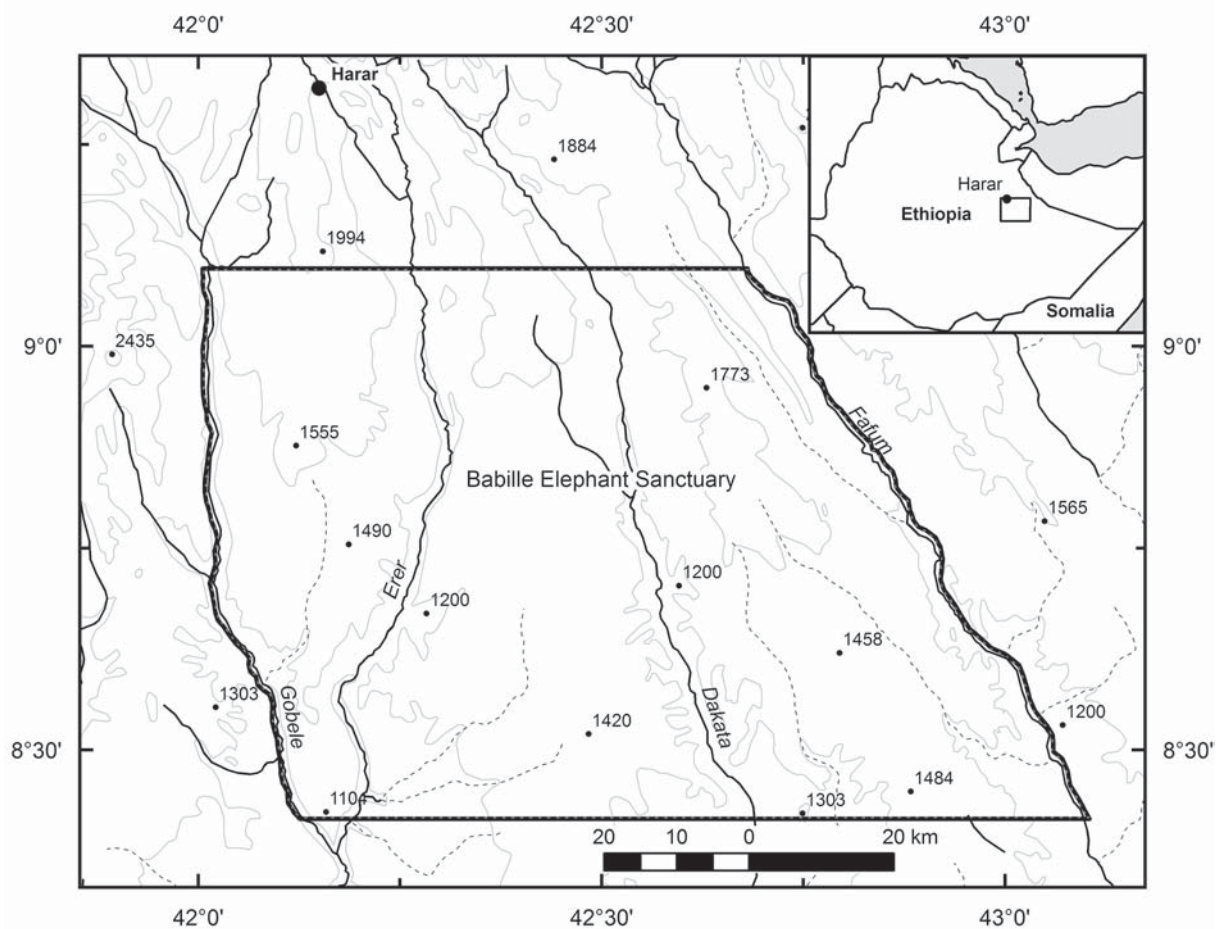 42°0'
42°30'
43°0'
Harar
1884
Harar
Ethiopia
Somalia
1994
9°0'
9°0'
2435
1773
Fafum
1555
Babille Elephant Sanctuary
1565
1490
Erer
1200
1200
1458
1303
Gobele
1420
Dakata
1200
8°30'
8°30'
1484
1104
1303
20 10 0 20 km
42°0'
42°30'
43°0'